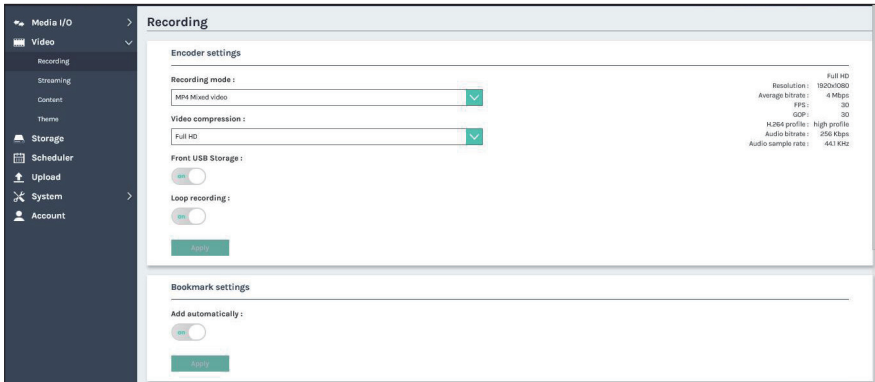 Media I/O
Video
Recording
Streaming
Content
Theme
Storage
Scheduler
Upload
System
Account
Recording
Encoder settings
Recording mode :
MP4 Mixed video
Video compression :
Full HD
Front USB Storage :
on
Loop recording :
on
Apply
Full HD
Resolution : 1920x1080
Average bitrate : 4 Mbps
FPS : 30
GOP : 30
H.264 profile : high profile
Audio bitrate : 256 Kbps
Audio sample rate : 44.1 KHz
Bookmark settings
Add automatically :
on
Apply